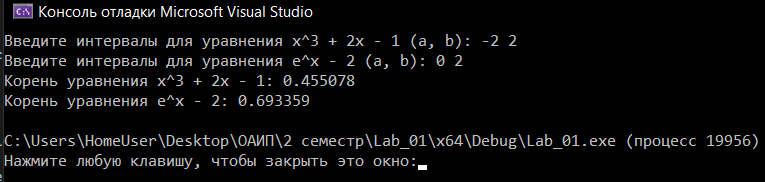 Консоль отладки Microsoft Visual Studio
Введите интервалы для уравнения x^3 + 2x - 1 (a, b): -2 2
Введите интервалы для уравнения e^x - 2 (a, b): 0 2
Корень уравнения x^3 + 2x - 1: 0.455078
Корень уравнения e^x - 2: 0.693359
C:\Users\HomeUser\Desktop\ОАИП\2 семестр\Lab_01\x64\Debug\Lab_01.exe (процесс 19956)
Нажмите любую клавишу, чтобы закрыть это окно: